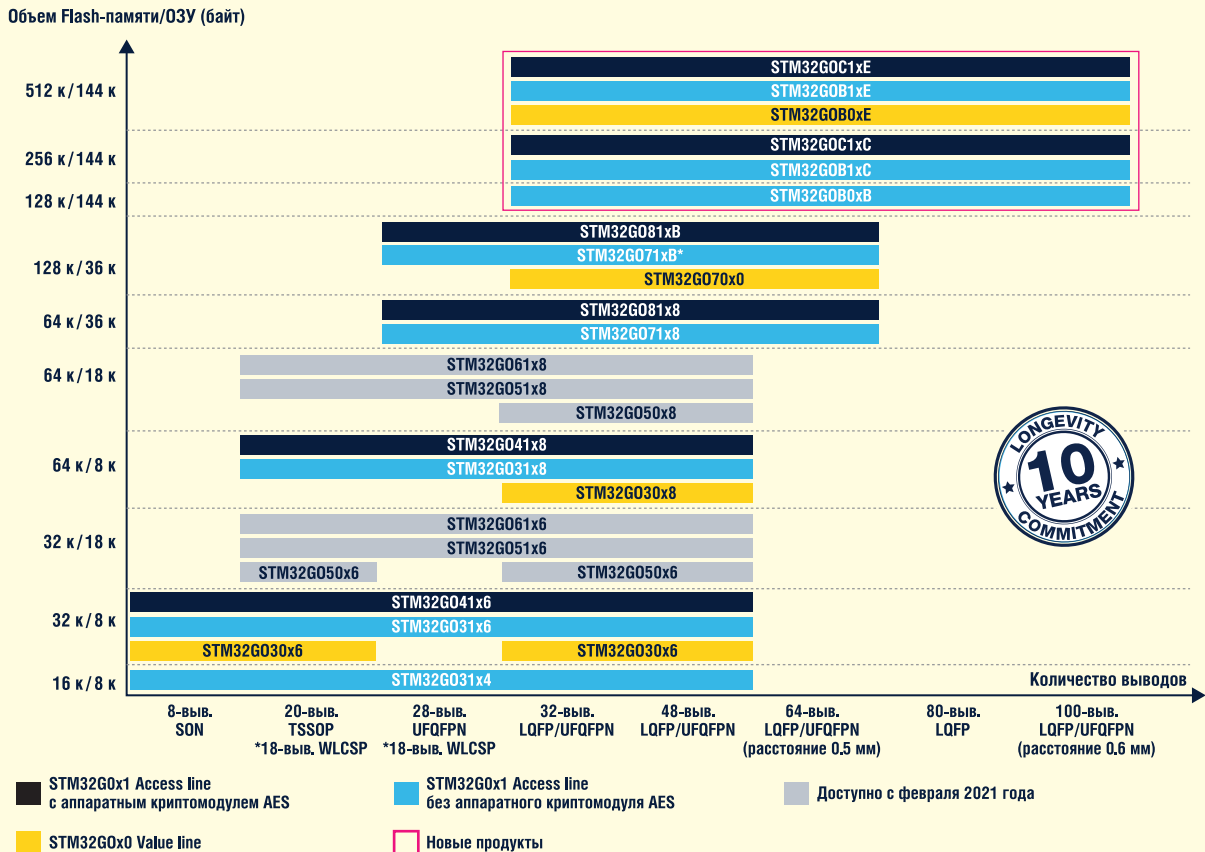 Объем Flash-памяти/ОЗУ (байт)
512 к/144 к
STM32G0C1xE
STM32G0B1xE
STM32G0B0xE
256 к/144 к
STM32G0C1xC
STM32G0B1xC
128 к/144 к
STM32G0B0xB
128 к/36 к
STM32G081xB
STM32G071xB*
STM32G070x0
64 к/36 к
STM32G081x8
STM32G071x8
64 к/18 к
STM32G061x8
STM32G051x8
STM32G050x8
64 к/8 к
STM32G041x8
STM32G031x8
STM32G030x8
32 к/18 к
STM32G061x6
STM32G051x6
STM32G050x6
STM32G050x6
32 к/8 к
STM32G041x6
STM32G031x6
STM32G030x6
STM32G030x6
16 к/8 к
STM32G031x4
LONGEVITY
10
YEARS
COMMITMENT
Количество выводов
8-выв.
SON
20-выв.
TSSOP
*18-выв. WLCSP
28-выв.
UFQFPN
*18-выв. WLCSP
32-выв.
LQFP/UFQFPN
48-выв.
LQFP/UFQFPN
64-выв.
LQFP/UFQFPN
(расстояние 0.5 мм)
80-выв.
LQFP
100-выв.
LQFP/UFQFPN
(расстояние 0.6 мм)
STM32G0x1 Access line
с аппаратным криптомодулем AES
STM32G0x1 Access line
без аппаратного криптомодуля AES
Доступно с февраля 2021 года
STM32G0x0 Value line
Новые продукты